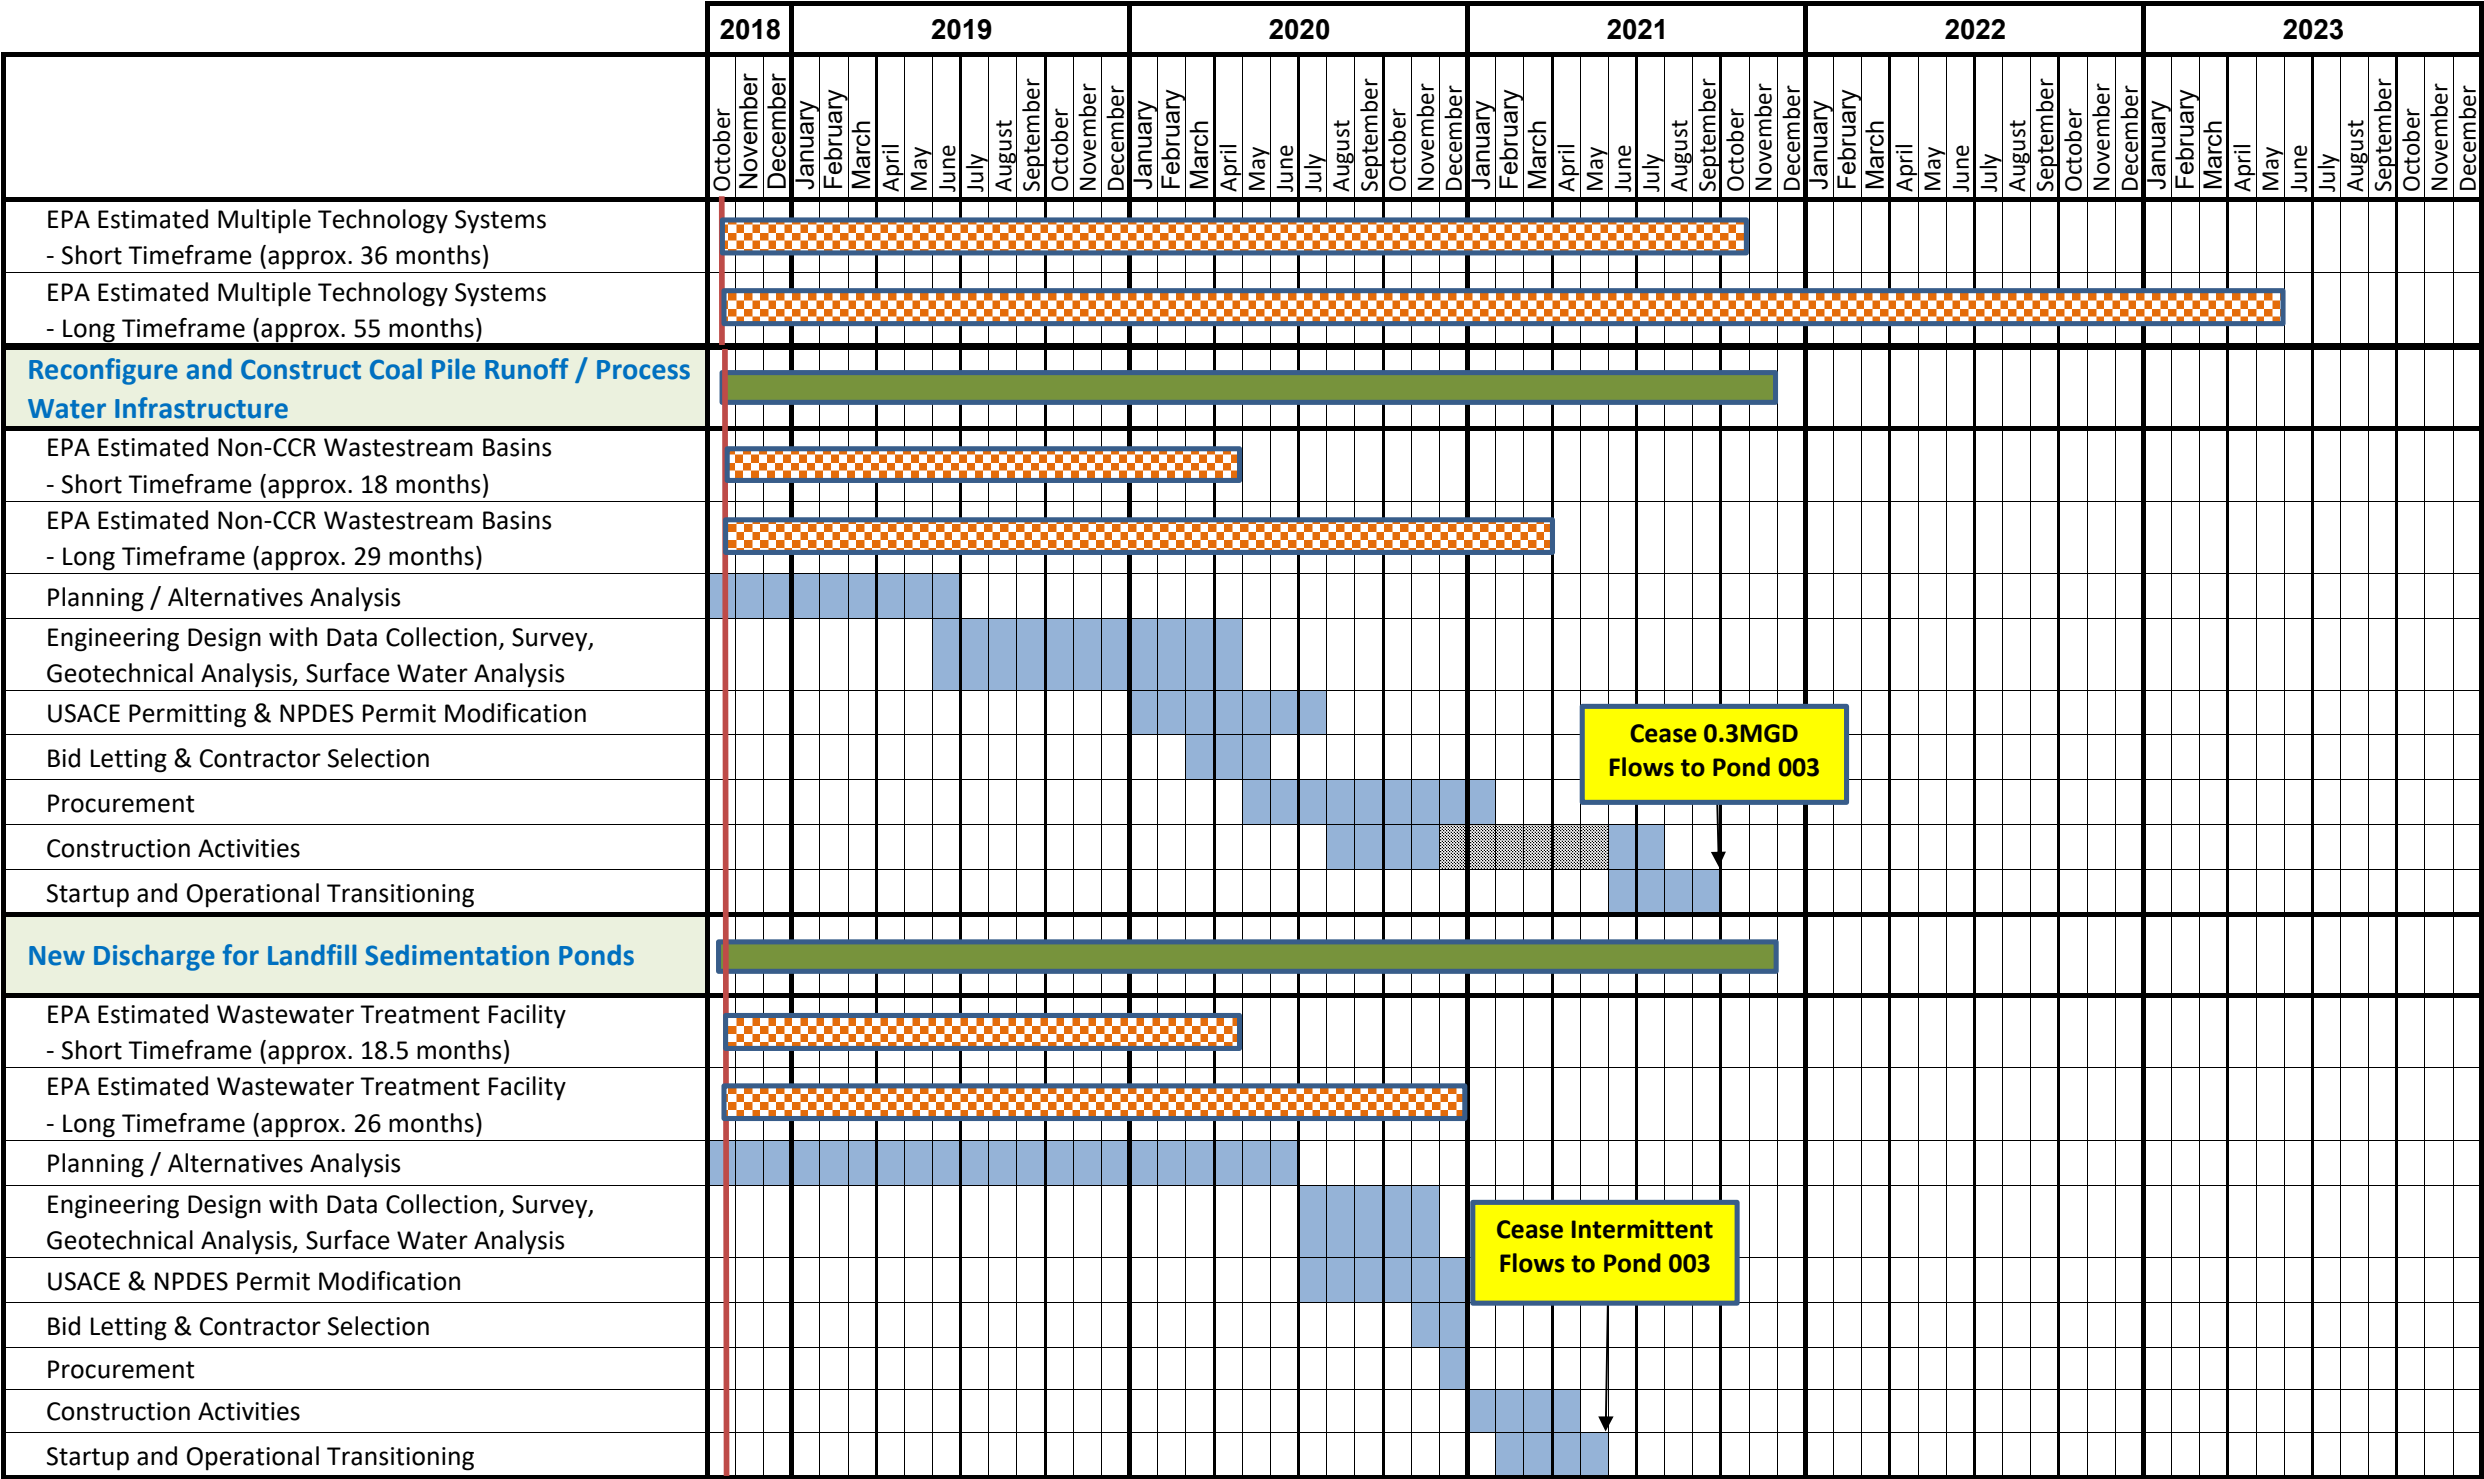 2018 2019 2020 2021 2022 2023
October November December January February March April May June July August September October November December January February March April May June July August September October November December January February March April May June July August September October November December January February March April May June July August September October November December January February March April May June July August September October November December
EPA Estimated Multiple Technology Systems
- Short Timeframe (approx. 36 months)
EPA Estimated Multiple Technology Systems
- Long Timeframe (approx. 55 months)
Reconfigure and Construct Coal Pile Runoff / Process
Water Infrastructure
EPA Estimated Non-CCR Wastestream Basins
- Short Timeframe (approx. 18 months)
EPA Estimated Non-CCR Wastestream Basins
- Long Timeframe (approx. 29 months)
Planning / Alternatives Analysis
Engineering Design with Data Collection, Survey,
Geotechnical Analysis, Surface Water Analysis
USACE Permitting & NPDES Permit Modification
Cease 0.3MGD
Flows to Pond 003
Bid Letting & Contractor Selection
Procurement
Construction Activities
Startup and Operational Transitioning
New Discharge for Landfill Sedimentation Ponds
EPA Estimated Wastewater Treatment Facility
- Short Timeframe (approx. 18.5 months)
EPA Estimated Wastewater Treatment Facility
- Long Timeframe (approx. 26 months)
Planning / Alternatives Analysis
Engineering Design with Data Collection, Survey,
Geotechnical Analysis, Surface Water Analysis
Cease Intermittent
Flows to Pond 003
USACE & NPDES Permit Modification
Bid Letting & Contractor Selection
Procurement
Construction Activities
Startup and Operational Transitioning